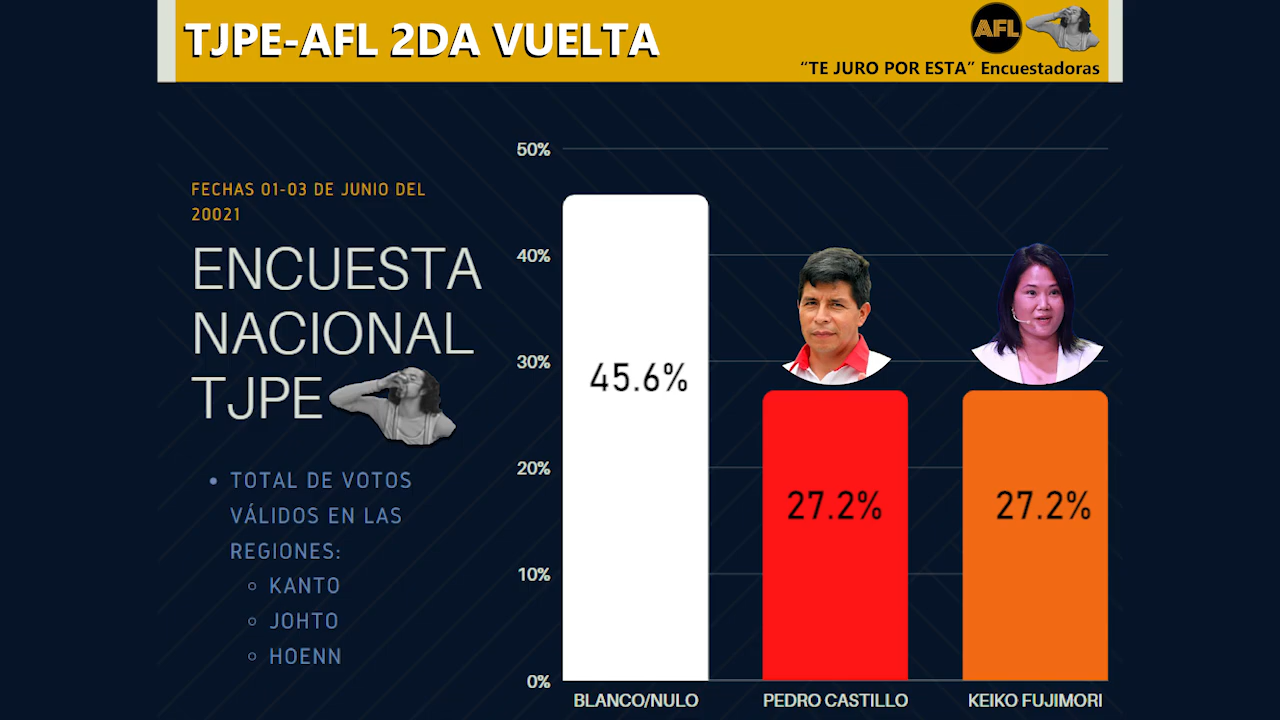 TJPE-AFL 2DA VUELTA
AFL
"TE JURO POR ESTA" Encuestadoras
FECHAS 01-03 DE JUNIO DEL
20021
ENCUESTA
NACIONAL
TJPE
• TOTAL DE VOTOS
VÁLIDOS EN LAS
REGIONES:
○ KANTO
○ JOHTO
○ HOENN
50%
40%
30%
20%
10%
0%
45.6%
27.2%
27.2%
BLANCO/NULO
PEDRO CASTILLO
KEIKO FUJIMORI